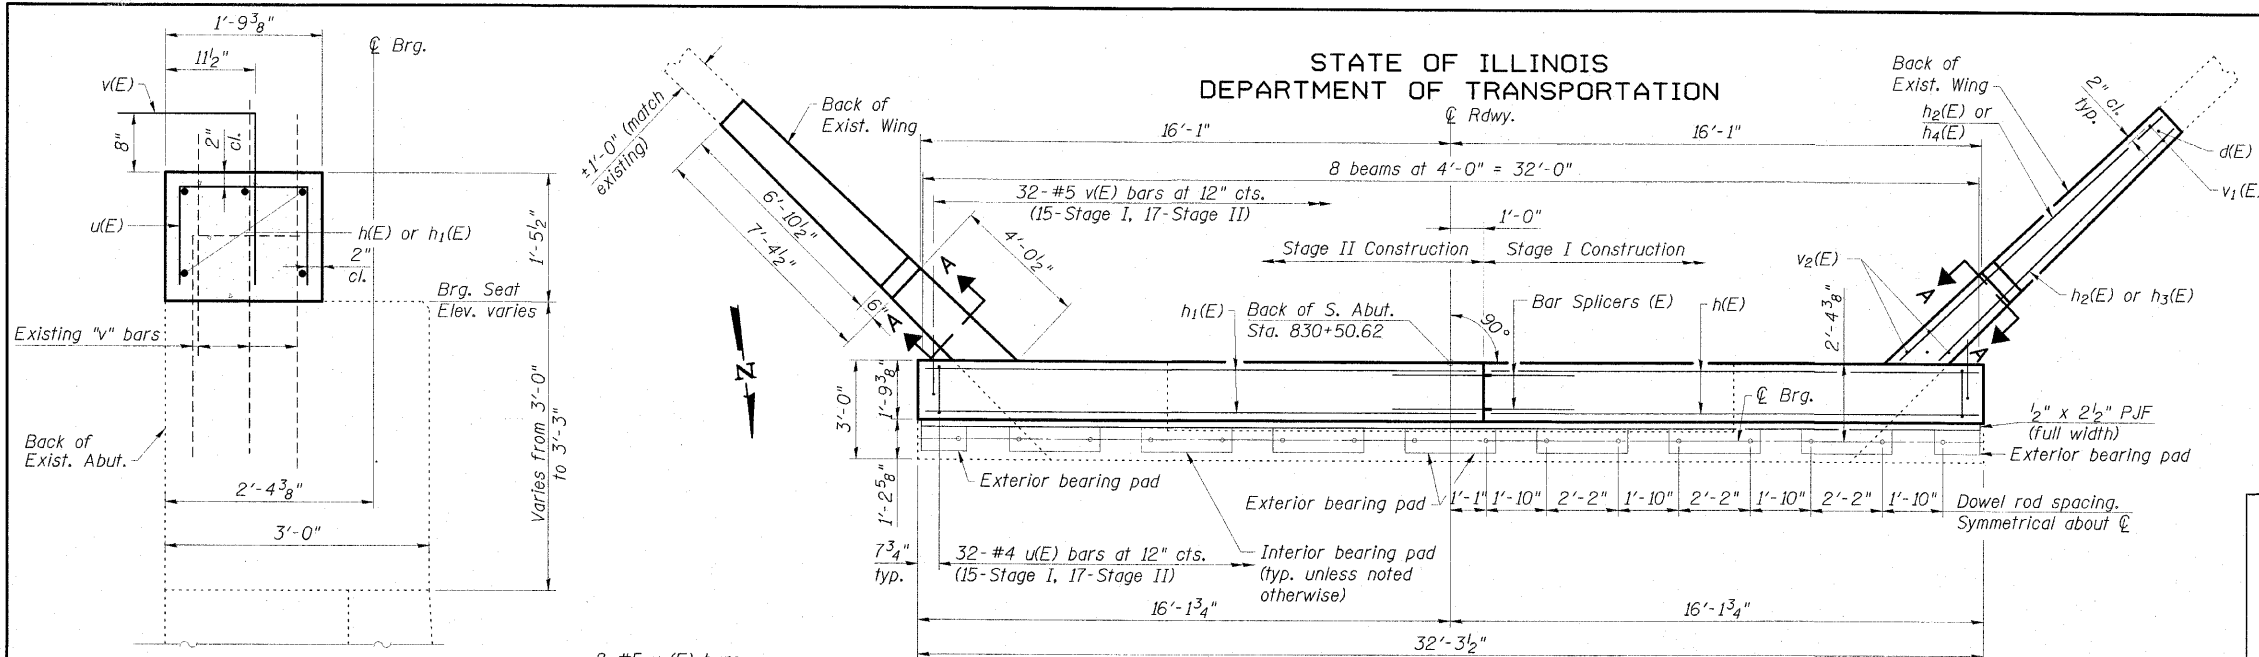 STATE OF ILLINOIS
DEPARTMENT OF TRANSPORTATION
1'-9 3/8"
11 1/2"
℄ Brg.
v(E)
8"
2"
cl.
u(E)
h(E) or h1(E)
2"
cl.
1'-5 1/2"
Brg. Seat
Elev. varies
Existing "v" bars
Back of
Exist. Abut.
2'-4 3/8"
3'-0"
Varies from 3'-0"
to 3'-3"
±1'-0" (match
existing)
Back of
Exist. Wing
6'-10 1/2"
7'-4 1/2"
6"
4'-0 1/2"
A
A
N
℄ Rdwy.
16'-1"
16'-1"
8 beams at 4'-0" = 32'-0"
32-#5 v(E) bars at 12" cts.
(15-Stage I, 17-Stage II)
1'-0"
Stage II Construction
Stage I Construction
h1(E)
Back of S. Abut.
Sta. 830+50.62
Bar Splicers (E)
h(E)
90°
Back of
Exist. Wing
h2(E) or
h4(E)
2" cl.
typ.
d(E)
v1(E)
v2(E)
A
A
h2(E) or h3(E)
2'-4 3/8"
℄ Brg.
1/2" x 2 1/2" PJF
(full width)
Exterior bearing pad
3'-0"
1'-9 3/8"
1'-2 5/8"
Exterior bearing pad
Exterior bearing pad
1'-1"
1'-10"
2'-2"
1'-10"
2'-2"
1'-10"
2'-2"
1'-10"
Dowel rod spacing.
Symmetrical about ℄
7 3/4"
typ.
32-#4 u(E) bars at 12" cts.
(15-Stage I, 17-Stage II)
Interior bearing pad
(typ. unless noted
otherwise)
16'-1 3/4"
16'-1 3/4"
32'-3 1/2"